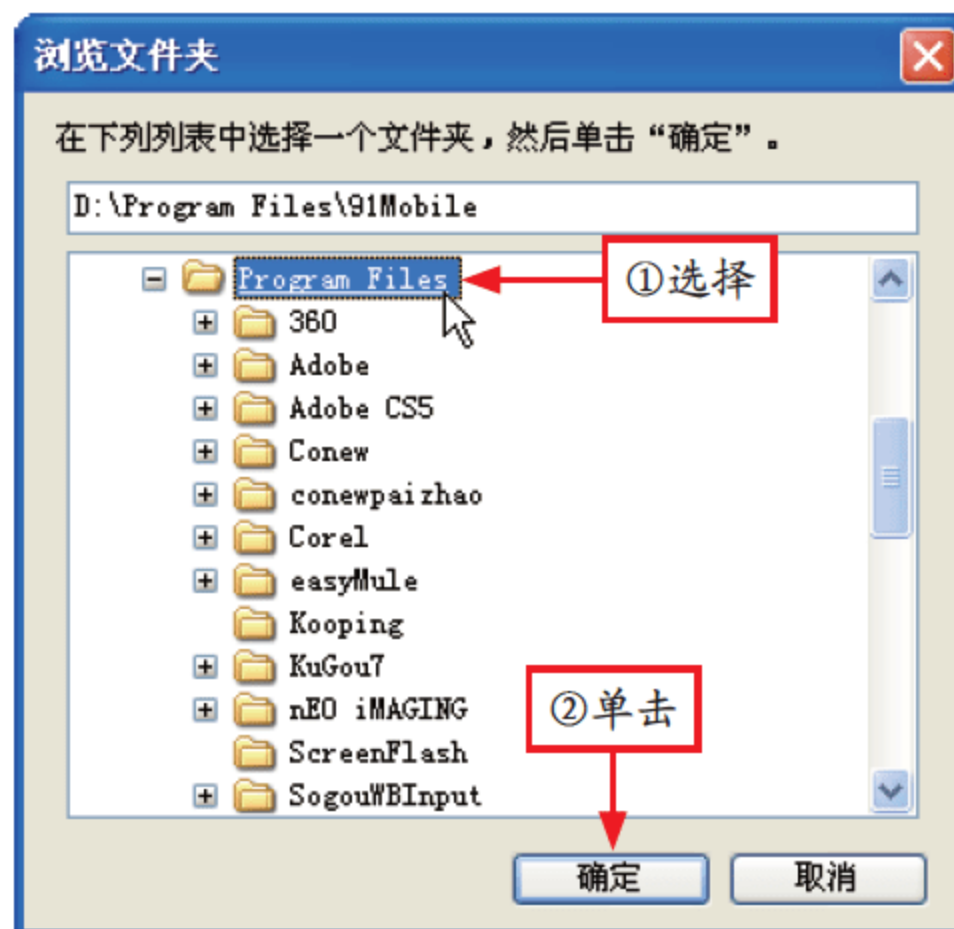 浏览文件夹
在下列列表中选择一个文件夹，然后单击“确定”。
D:\Program Files\91Mobile
Program Files
①选择
360
Adobe
Adobe CS5
Conew
conewpaizhao
Corel
easyMule
Kooping
KuGou7
nEO iMAGING
②单击
ScreenFlash
SogouWBInput
确定
取消